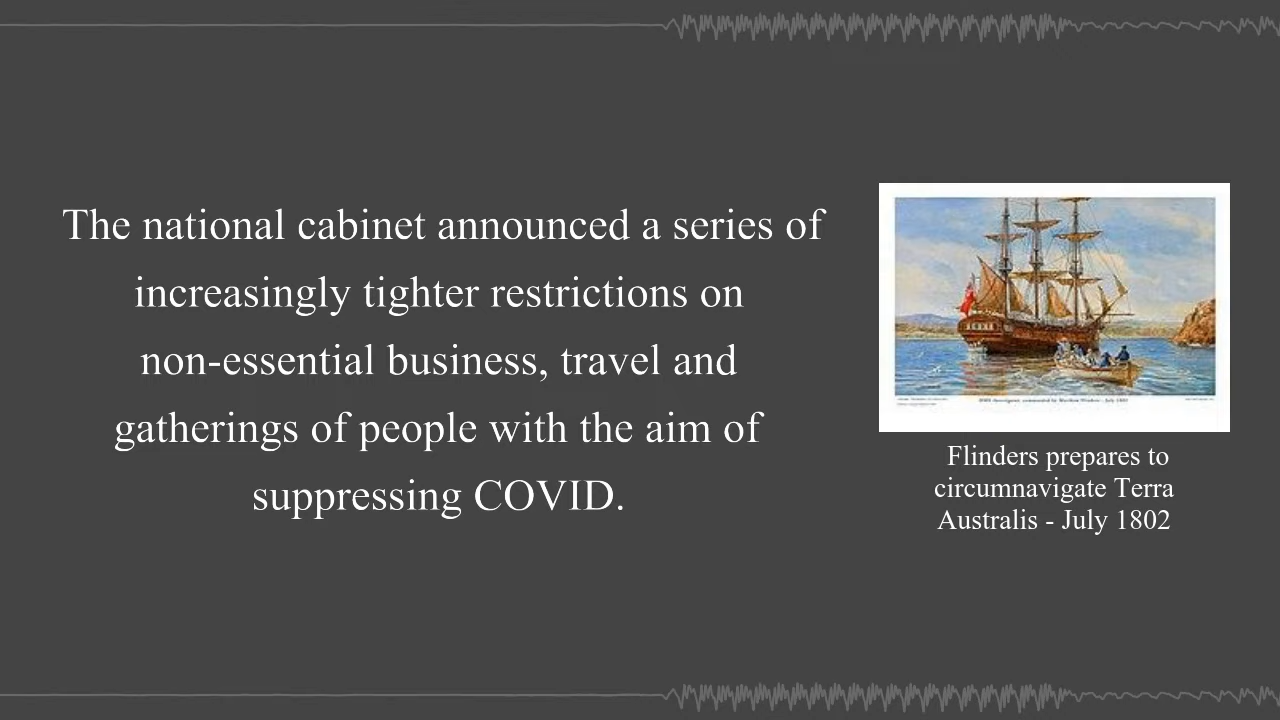 The national cabinet announced a series of
increasingly tighter restrictions on
non-essential business, travel and
gatherings of people with the aim of
suppressing COVID.
Flinders prepares to
circumnavigate Terra
Australis - July 1802